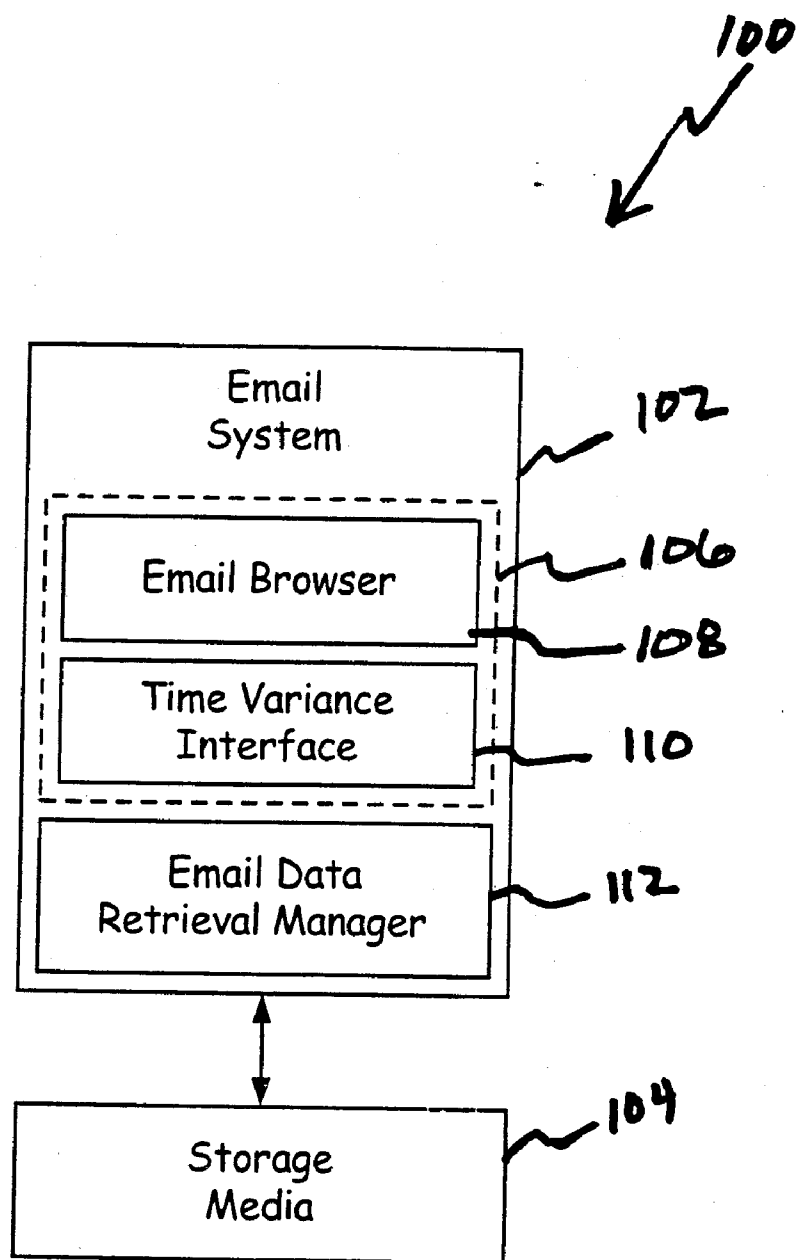 100
Email
System
102
Email Browser
106
108
Time Variance
Interface
110
Email Data
Retrieval Manager
112
Storage
Media
104